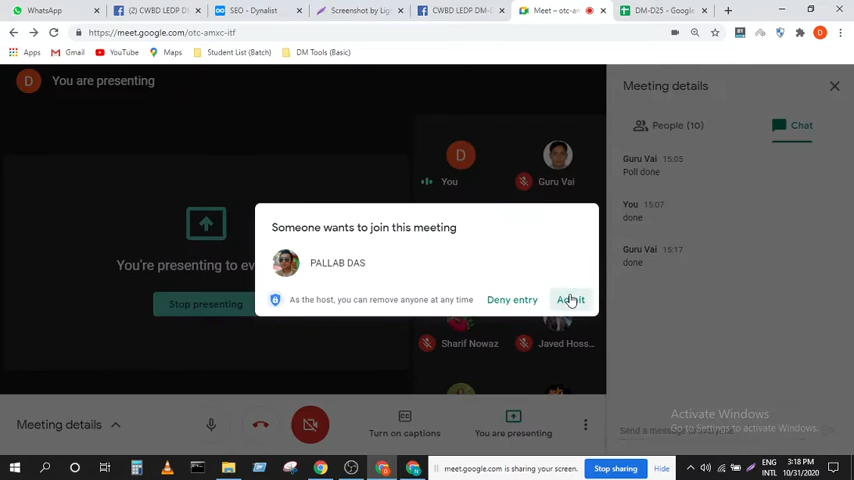 WhatsApp
(2) CWBD LEDP D
SEO - Dynalist
Screenshot by Lig
CWBD LEDP DM-
Meet – otc-a
DM-D25 - Google
https://meet.google.com/otc-amxc-itf
Apps
Gmail
YouTube
Maps
Student List (Batch)
DM Tools (Basic)
D
You are presenting
Meeting details
People (10)
Chat
D
You
Guru Vai
Guru Vai 15:05
Poll done
You 15:07
done
Guru Vai 15:17
done
Someone wants to join this meeting
PALLAB DAS
As the host, you can remove anyone at any time
Deny entry
Admit
You're presenting to ev
Stop presenting
Sharif Nowaz
Javed Hoss...
Meeting details
Turn on captions
You are presenting
Send a message to everyone
Activate Windows
Go to Settings to activate Windows.
meet.google.com is sharing your screen.
Stop sharing
Hide
ENG
INTL
3:18 PM
10/31/2020